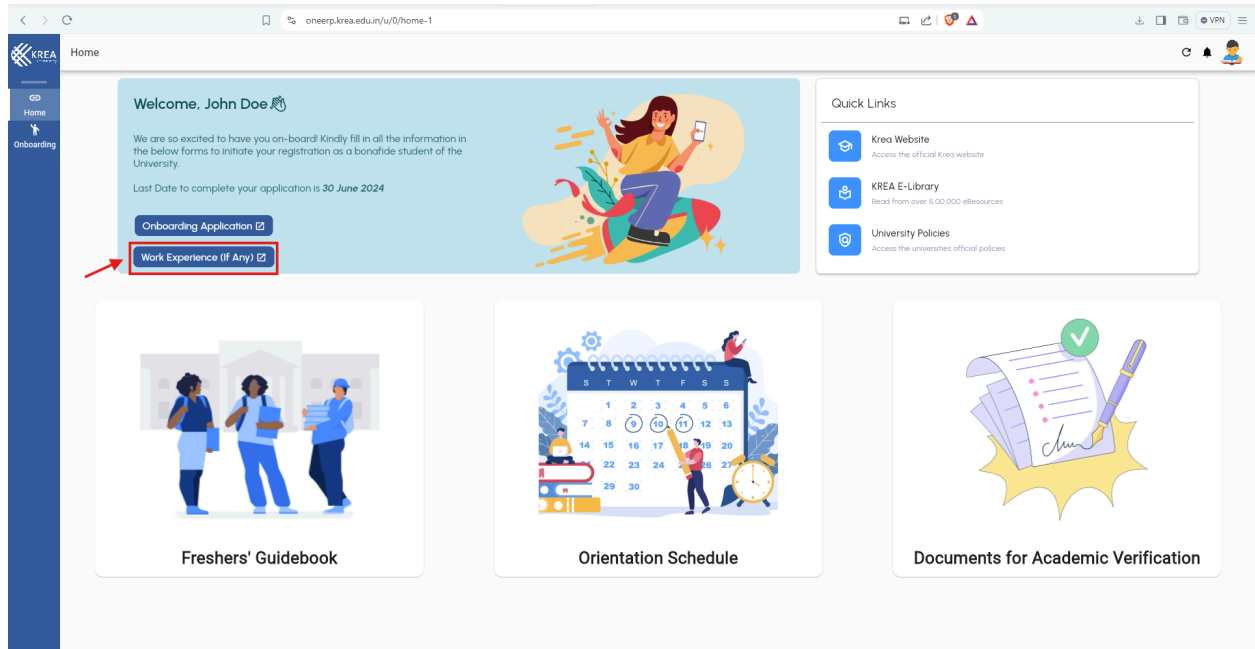 oneerp.krea.edu.in/u/0/home-1
VPN
KREA
Home
Home
Onboarding
Welcome, John Doe
We are so excited to have you on-board! Kindly fill in all the information in
the below forms to initiate your registration as a bonafide student of the
University.
Last Date to complete your application is 30 June 2024
Onboarding Application
Work Experience (If Any)
Quick Links
Krea Website
Access the official Krea website
KREA E-Library
Read from over 5,00,000 eResources
University Policies
Access the universities official policies
S T W T F S S
1 2 3 4 5 6
7 8 9 10 11 12 13
14 15 16 17 18 19 20
22 23 24 26 27
29 30
Freshers' Guidebook
Orientation Schedule
Documents for Academic Verification